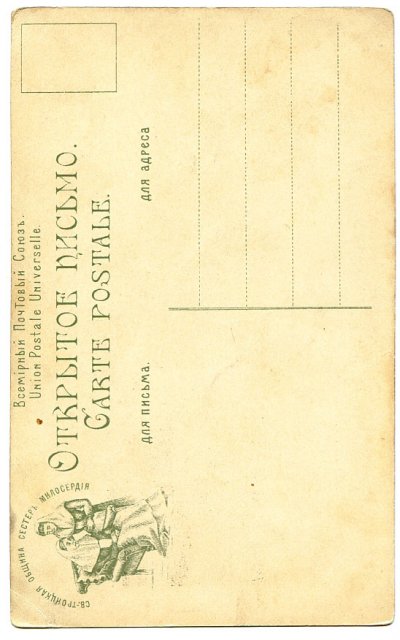 Всемірный Почтовый Союзъ.
Union Postale Universelle.
ОТКРЫТОЕ ПИСЬМО.
CARTE POSTALE.
для письма.
для адреса
СВ.-ТРОИЦКАЯ ОБЩИНА СЕСТЕРЪ МИЛОСЕРДІЯ